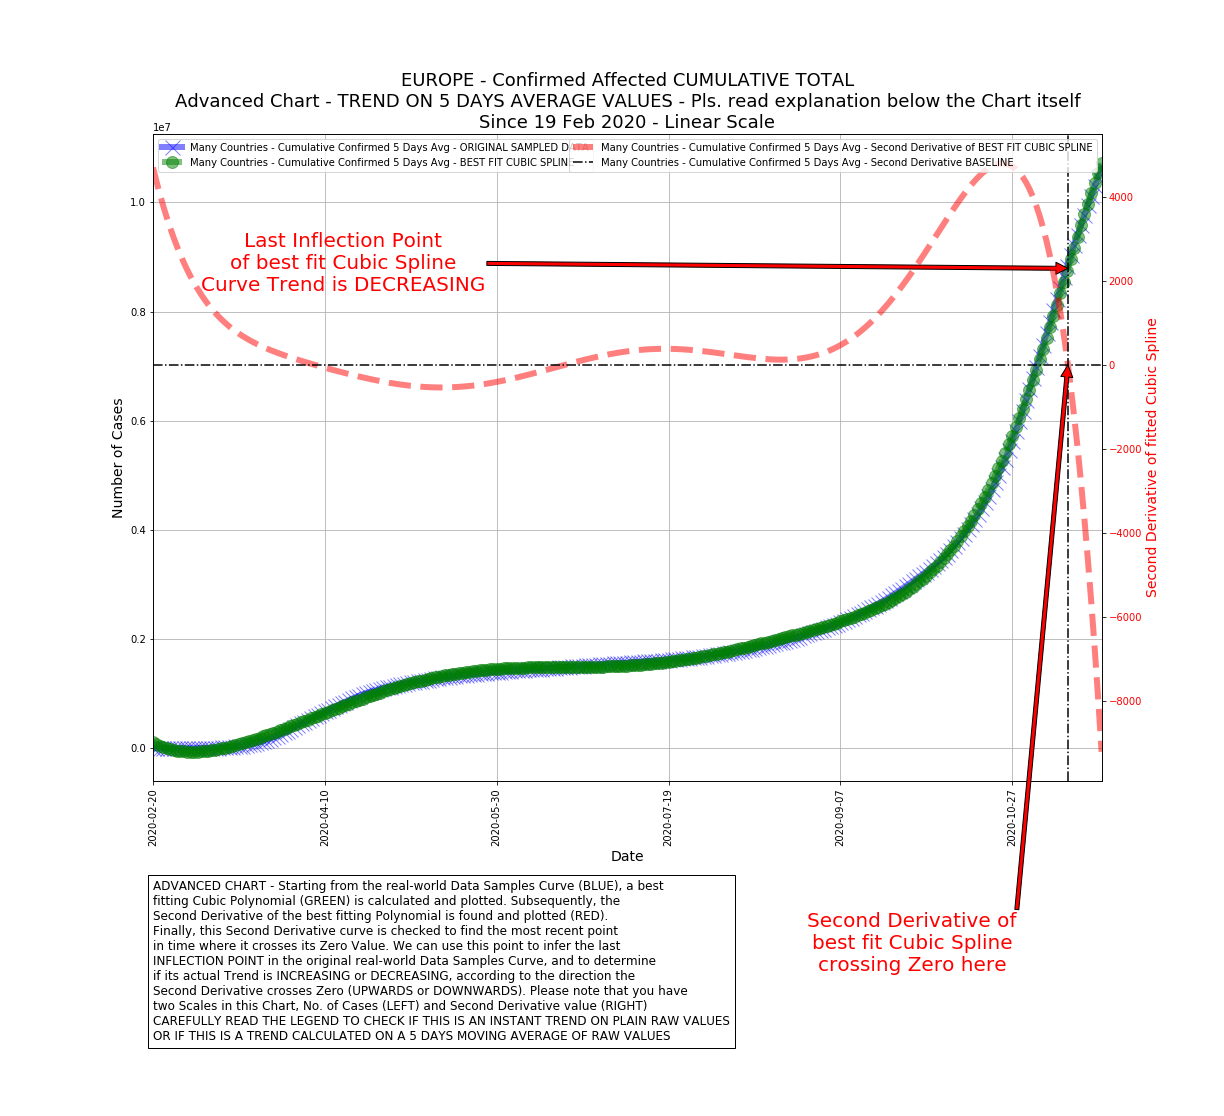 EUROPE - Confirmed Affected CUMULATIVE TOTAL
Advanced Chart - TREND ON 5 DAYS AVERAGE VALUES - Pls. read explanation below the Chart itself
Since 19 Feb 2020 - Linear Scale
1e7
Many Countries - Cumulative Confirmed 5 Days Avg - ORIGINAL SAMPLED DATA
Many Countries - Cumulative Confirmed 5 Days Avg - BEST FIT CUBIC SPLIN
Many Countries - Cumulative Confirmed 5 Days Avg - Second Derivative of BEST FIT CUBIC SPLINE
Many Countries - Cumulative Confirmed 5 Days Avg - Second Derivative BASELINE
Last Inflection Point
of best fit Cubic Spline
Curve Trend is DECREASING
Number of Cases
1.0
0.8
0.6
0.4
0.2
0.0
4000
2000
0
−2000
−4000
−6000
−8000
Second Derivative of fitted Cubic Spline
2020-02-20
2020-04-10
2020-05-30
2020-07-19
2020-09-07
2020-10-27
Date
ADVANCED CHART - Starting from the real-world Data Samples Curve (BLUE), a best
fitting Cubic Polynomial (GREEN) is calculated and plotted. Subsequently, the
Second Derivative of the best fitting Polynomial is found and plotted (RED).
Finally, this Second Derivative curve is checked to find the most recent point
in time where it crosses its Zero Value. We can use this point to infer the last
INFLECTION POINT in the original real-world Data Samples Curve, and to determine
if its actual Trend is INCREASING or DECREASING, according to the direction the
Second Derivative crosses Zero (UPWARDS or DOWNWARDS). Please note that you have
two Scales in this Chart, No. of Cases (LEFT) and Second Derivative value (RIGHT)
CAREFULLY READ THE LEGEND TO CHECK IF THIS IS AN INSTANT TREND ON PLAIN RAW VALUES
OR IF THIS IS A TREND CALCULATED ON A 5 DAYS MOVING AVERAGE OF RAW VALUES
Second Derivative of
best fit Cubic Spline
crossing Zero here